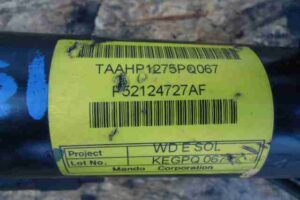 TAAHP1275PQ067
P52124727AF
Project WD E SOL
Lot No. KEGPQ 067
Mando Corporation